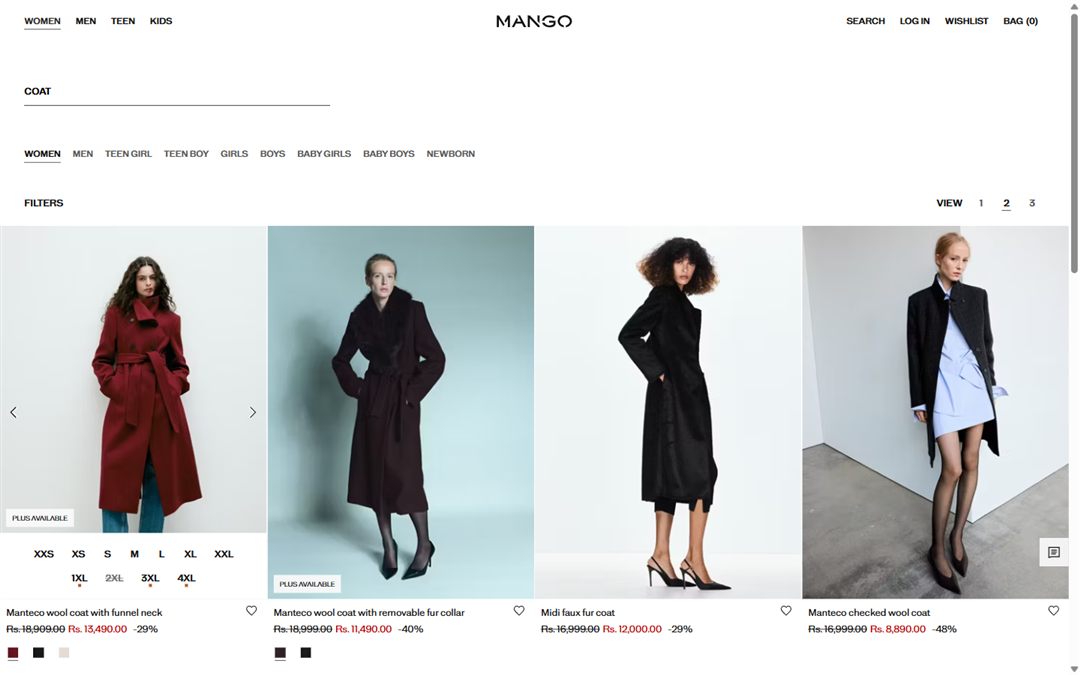 WOMEN MEN TEEN KIDS MANGO SEARCH LOG IN WISHLIST BAG (0)
COAT
WOMEN MEN TEEN GIRL TEEN BOY GIRLS BOYS BABY GIRLS BABY BOYS NEWBORN
FILTERS VIEW 1 2 3
PLUS AVAILABLE
XXS XS S M L XL XXL
1XL 2XL 3XL 4XL
PLUS AVAILABLE
Manteco wool coat with funnel neck
Rs. 18,909.00 Rs. 13,490.00 -29%
Manteco wool coat with removable fur collar
Rs. 18,999.00 Rs. 11,490.00 -40%
Midi faux fur coat
Rs. 16,999.00 Rs. 12,000.00 -29%
Manteco checked wool coat
Rs. 16,999.00 Rs. 8,890.00 -48%